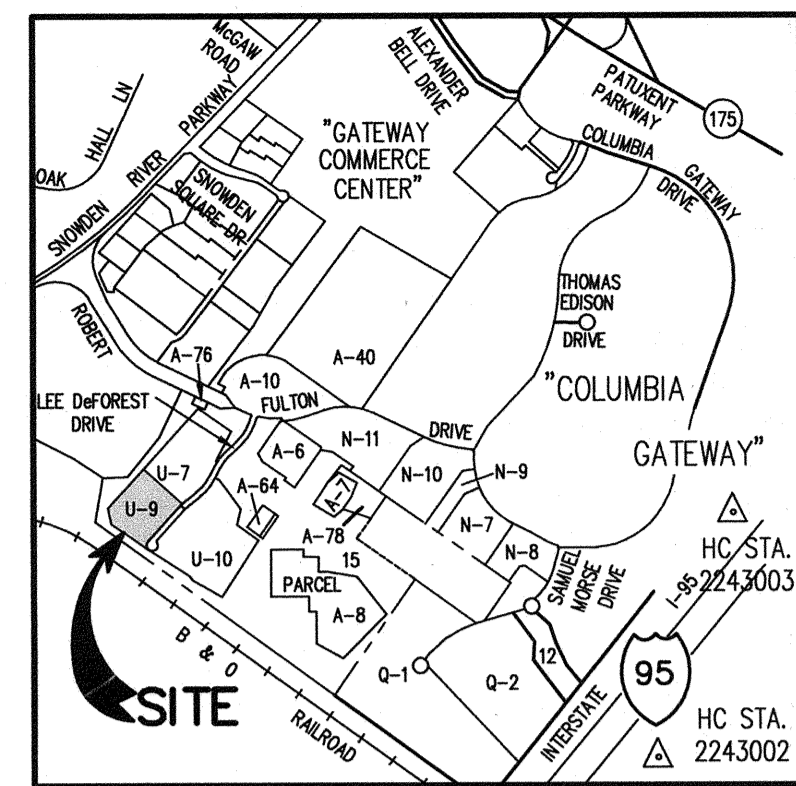 McGAW
ROAD
ALEXANDER
BELL DRIVE
PATUXENT
PARKWAY
175
OAK
HALL LN
SNOWDEN
RIVER
PARKWAY
"GATEWAY
COMMERCE
CENTER"
COLUMBIA
GATEWAY
DRIVE
SNOWDEN
SQUARE DR
THOMAS
EDISON
DRIVE
ROBERT
A-76
A-40
"COLUMBIA
GATEWAY"
A-10
FULTON
DRIVE
LEE DeFOREST
DRIVE
N-11
A-6
N-10
N-9
U-7
A-64
A-7
U-9
N-7
N-8
HC STA.
2243003
A-78
15
U-10
PARCEL
A-8
SAMUEL
MORSE
DRIVE
I-95
B & O
RAILROAD
Q-1
Q-2
12
95
SITE
INTERSTATE
HC STA.
2243002